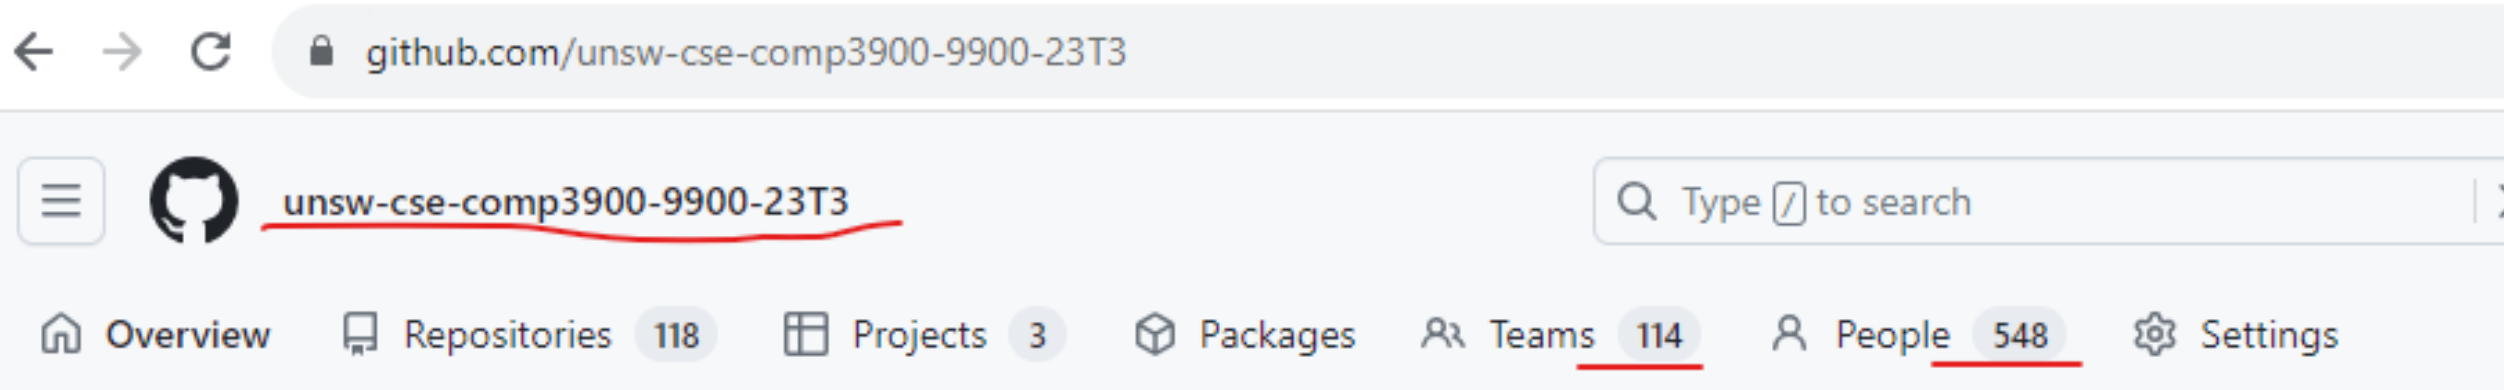 github.com/unsw-cse-comp3900-9900-23T3
unsw-cse-comp3900-9900-23T3 Type / to search
Overview Repositories 118 Projects 3 Packages Teams 114 People 548 Settings